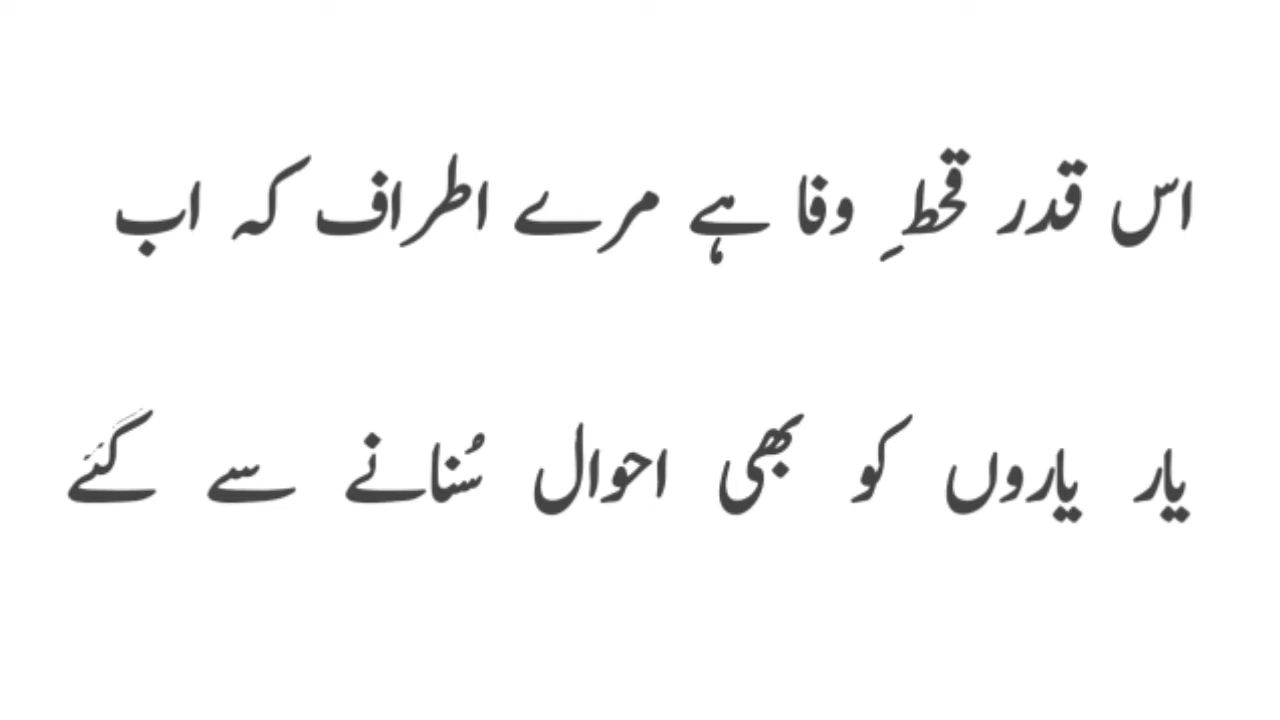 اس قدر قحطِ وفا ہے مرے اطراف کہ اب
یار یاروں کو بھی احوال سُنانے سے گئے